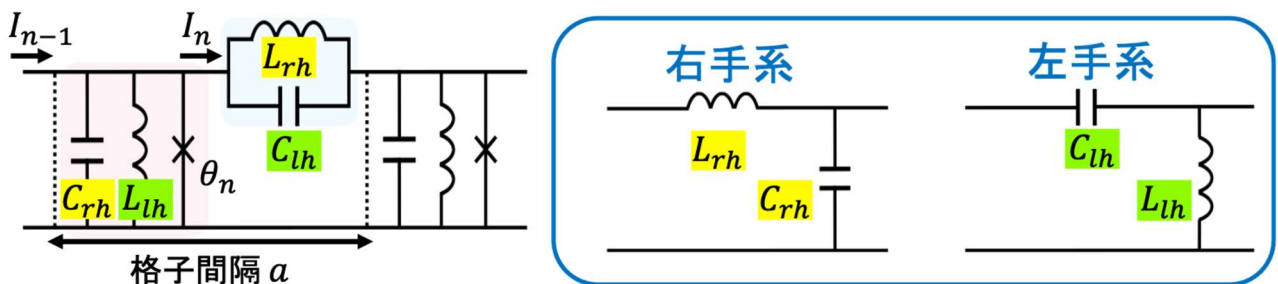 I_{n-1}
I_n
L_{rh}
C_{lh}
C_{rh} L_{lh} θ_n
格子間隔 a
右手系
L_{rh}
C_{rh}
左手系
C_{lh}
L_{lh}